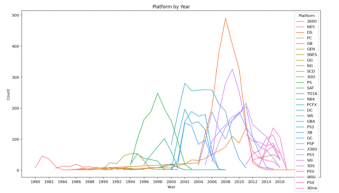 Platform by Year
Platform
2600
NES
DS
PC
GB
GEN
SNES
GG
NG
SCD
3DO
PS
SAT
TG16
N64
PCFX
DC
WS
GBA
PS2
XB
GC
PSP
X360
PS3
Wii
3DS
PSV
WiiU
PS4
XOne
500
400
300
200
100
0
Count
1980 1982 1984 1986 1988 1990 1992 1994 1996 1998 2000 2002 2004 2006 2008 2010 2012 2014 2016
Year